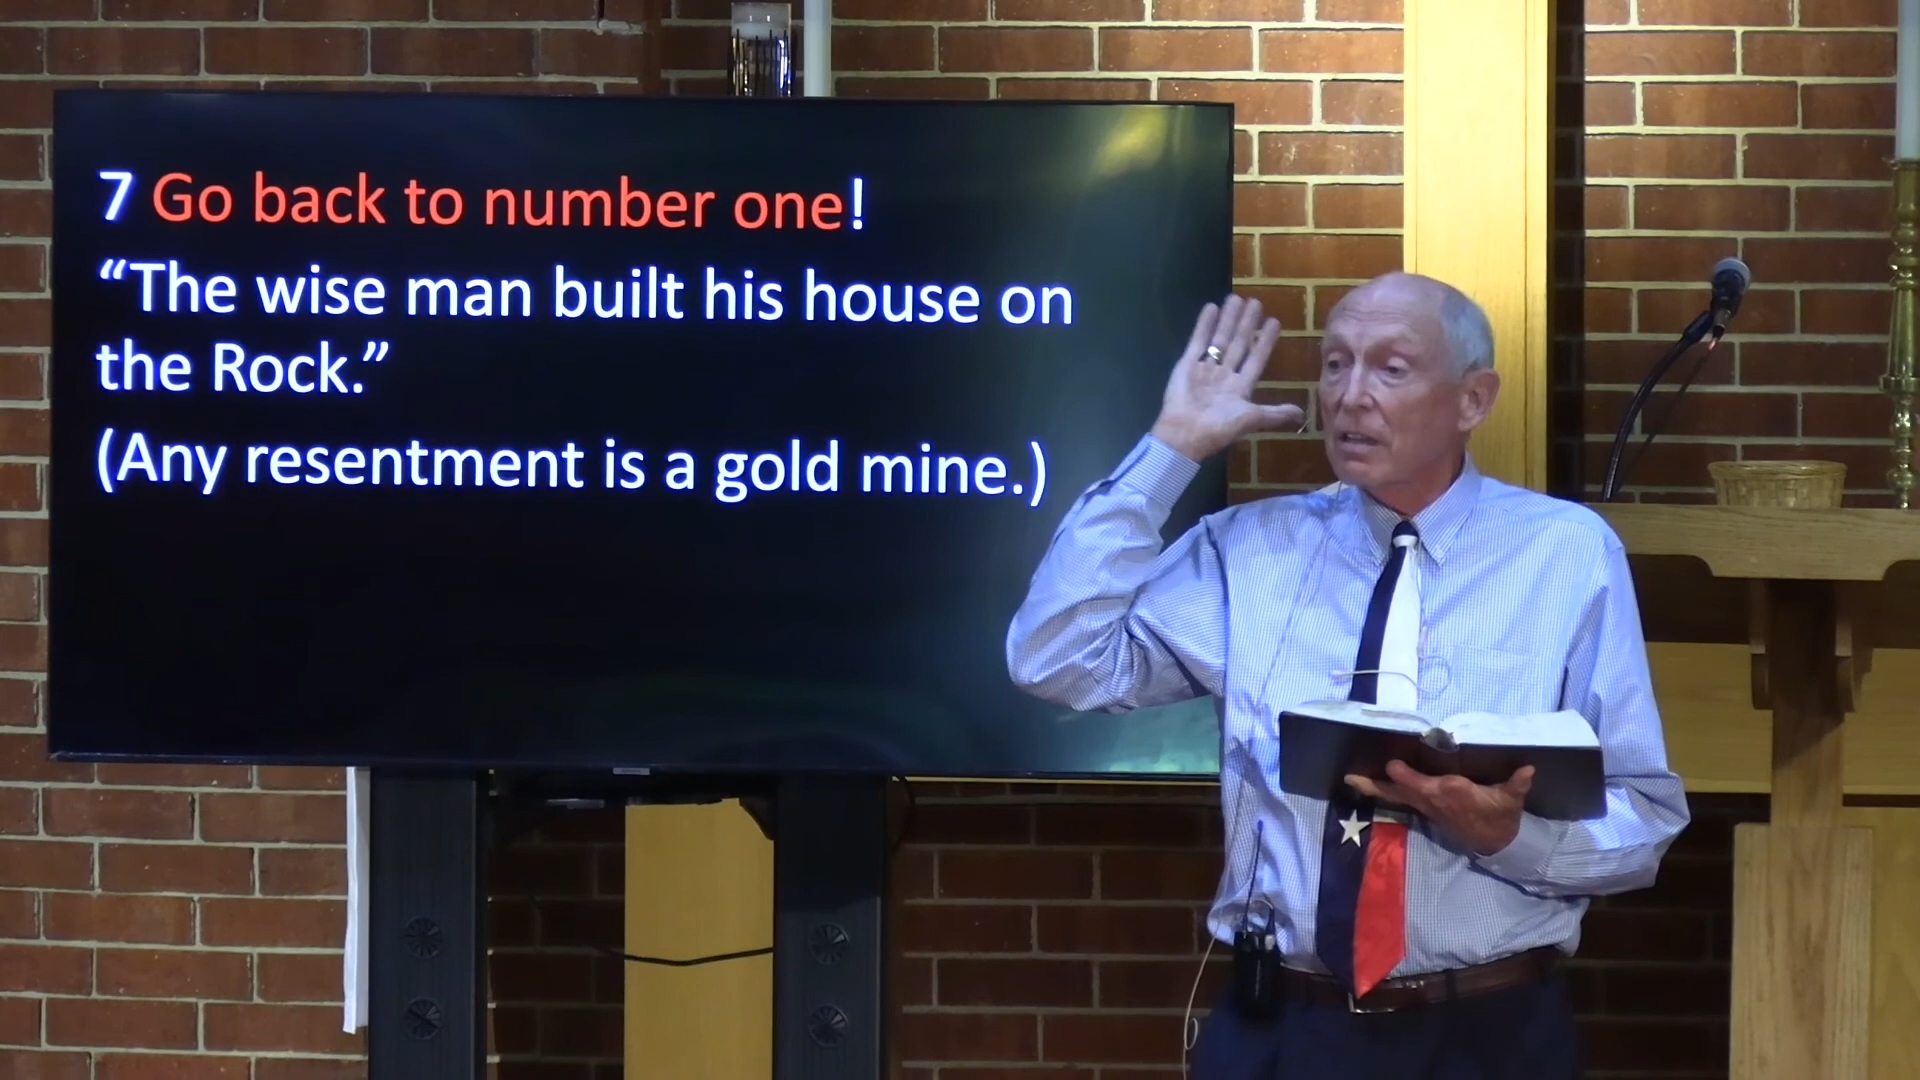 7 Go back to number one!
“The wise man built his house on
the Rock.”
(Any resentment is a gold mine.)